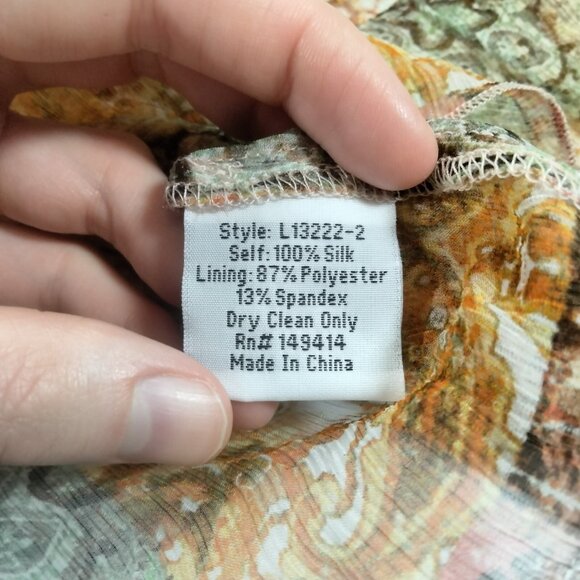 Style: L13222-2
Self: 100% Silk
Lining: 87% Polyester
13% Spandex
Dry Clean Only
Rn# 149414
Made In China